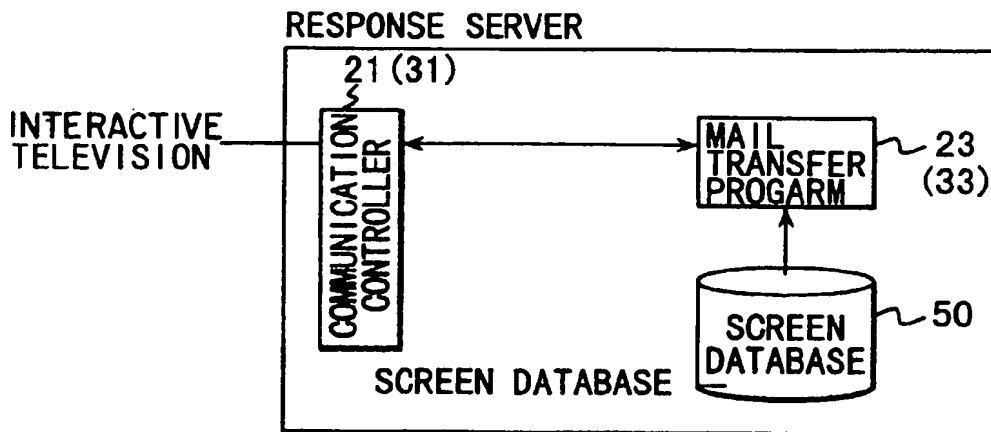 RESPONSE SERVER
21(31)
INTERACTIVE
TELEVISION
COMMUNICATION
CONTROLLER
MAIL
TRANSFER
PROGARM
23
(33)
SCREEN
DATABASE
50
SCREEN DATABASE